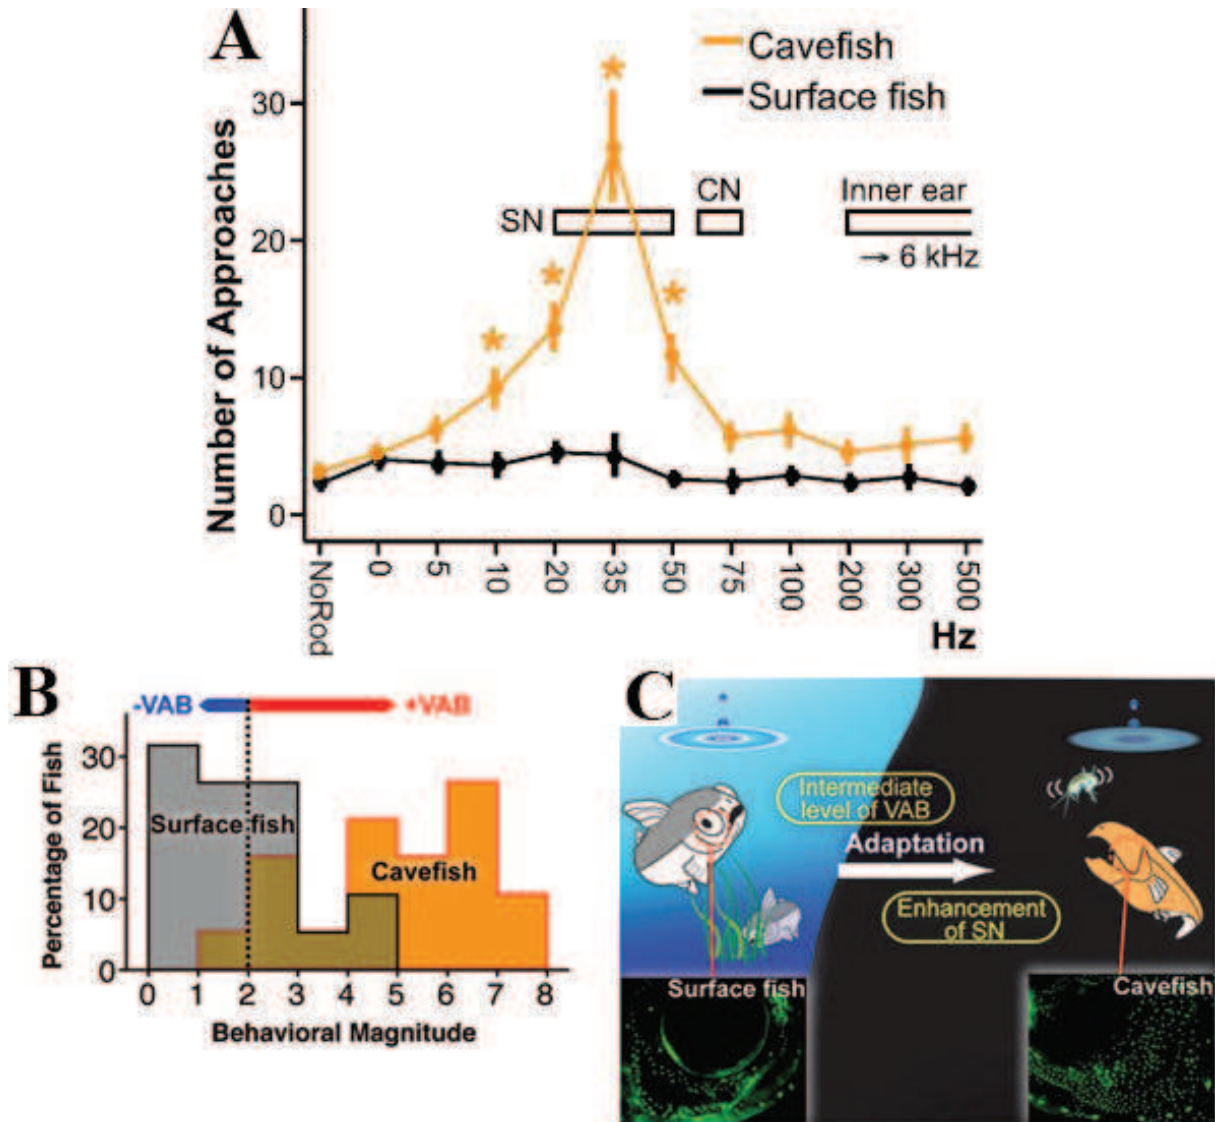 A
Cavefish
Surface fish
*
30
20
10
0
Number of Approaches
SN
CN
Inner ear
→ 6 kHz
*
*
*
NoRod
0
5
10
20
35
50
75
100
200
300
500
Hz
B
-VAB
+VAB
30
20
10
0
Percentage of Fish
Surface fish
Cavefish
0 1 2 3 4 5 6 7 8
Behavioral Magnitude
C
Intermediate
level of VAB
Adaptation
Enhancement
of SN
Surface fish
Cavefish